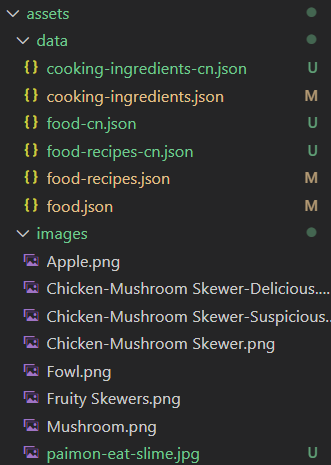 assets
data
cooking-ingredients-cn.json U
cooking-ingredients.json M
food-cn.json U
food-recipes-cn.json U
food-recipes.json M
food.json M
images
Apple.png
Chicken-Mushroom Skewer-Delicious....
Chicken-Mushroom Skewer-Suspicious...
Chicken-Mushroom Skewer.png
Fowl.png
Fruity Skewers.png
Mushroom.png
paimon-eat-slime.jpg U